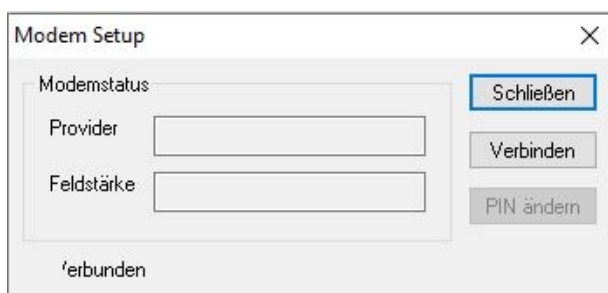 Modem Setup
Modemstatus
Schließen
Provider
Verbinden
Feldstärke
PIN ändern